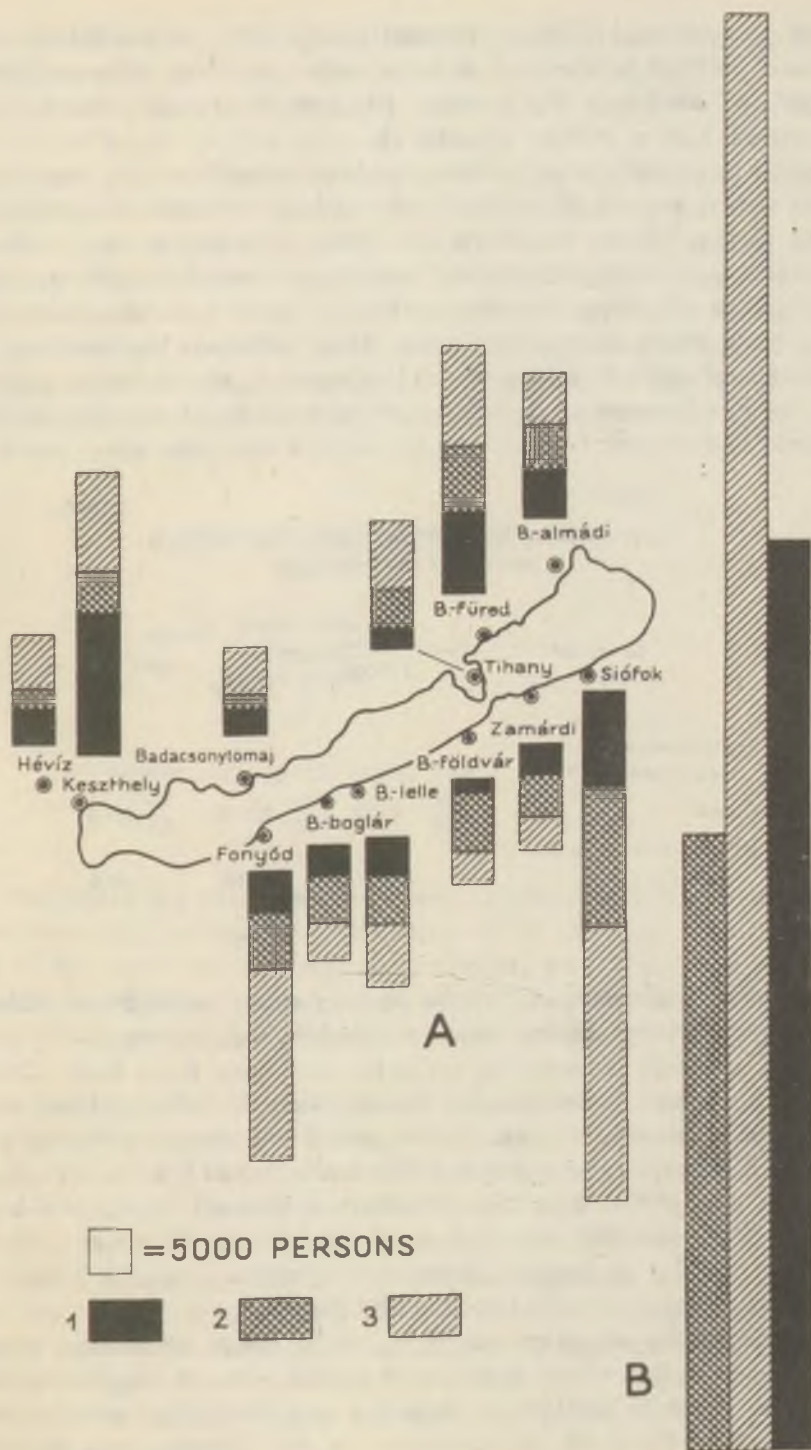 B.-almádi
B.-füred
Tihany
Siófok
Zamárdi
Hévíz
Badacsonytomaj
B.-földvár
Keszthely
B.-lelle
B.-boglár
Fonyód
A
=5000 PERSONS
1 2 3
B